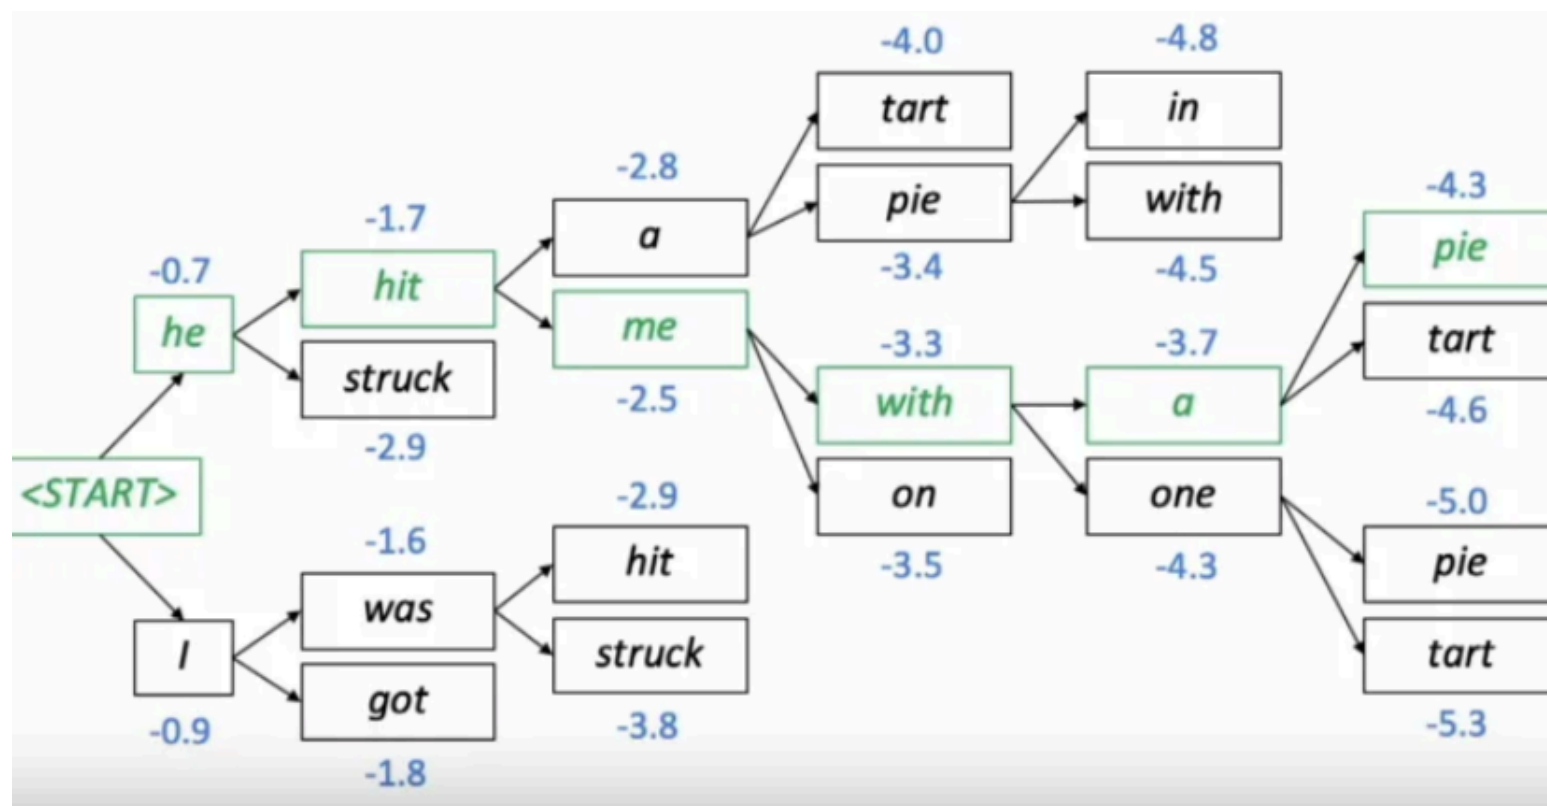 -4.0
-4.8
tart
in
-2.8
-4.3
-1.7
a
pie
with
pie
-0.7
hit
-3.4
-4.5
he
me
-3.3
-3.7
tart
struck
-2.5
with
a
-4.6
-2.9
<START>
-2.9
on
one
-5.0
-1.6
hit
-3.5
-4.3
pie
was
I
struck
tart
got
-0.9
-3.8
-5.3
-1.8